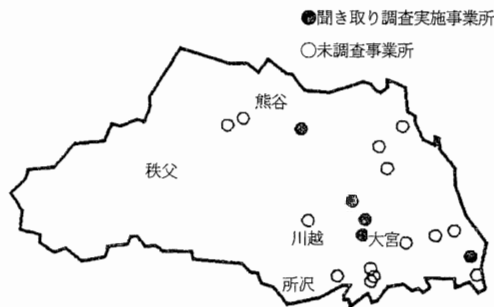 ●聞き取り調査実施事業所
○未調査事業所
熊谷
秩父
川越
大宮
所沢